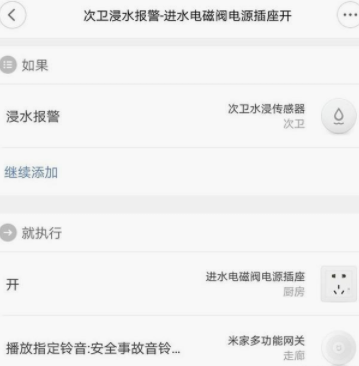 次卫浸水报警-进水电磁阀电源插座开
如果
浸水报警
次卫水浸传感器
次卫
继续添加
就执行
开
进水电磁阀电源插座
厨房
播放指定铃音:安全事故音铃...
米家多功能网关
走廊